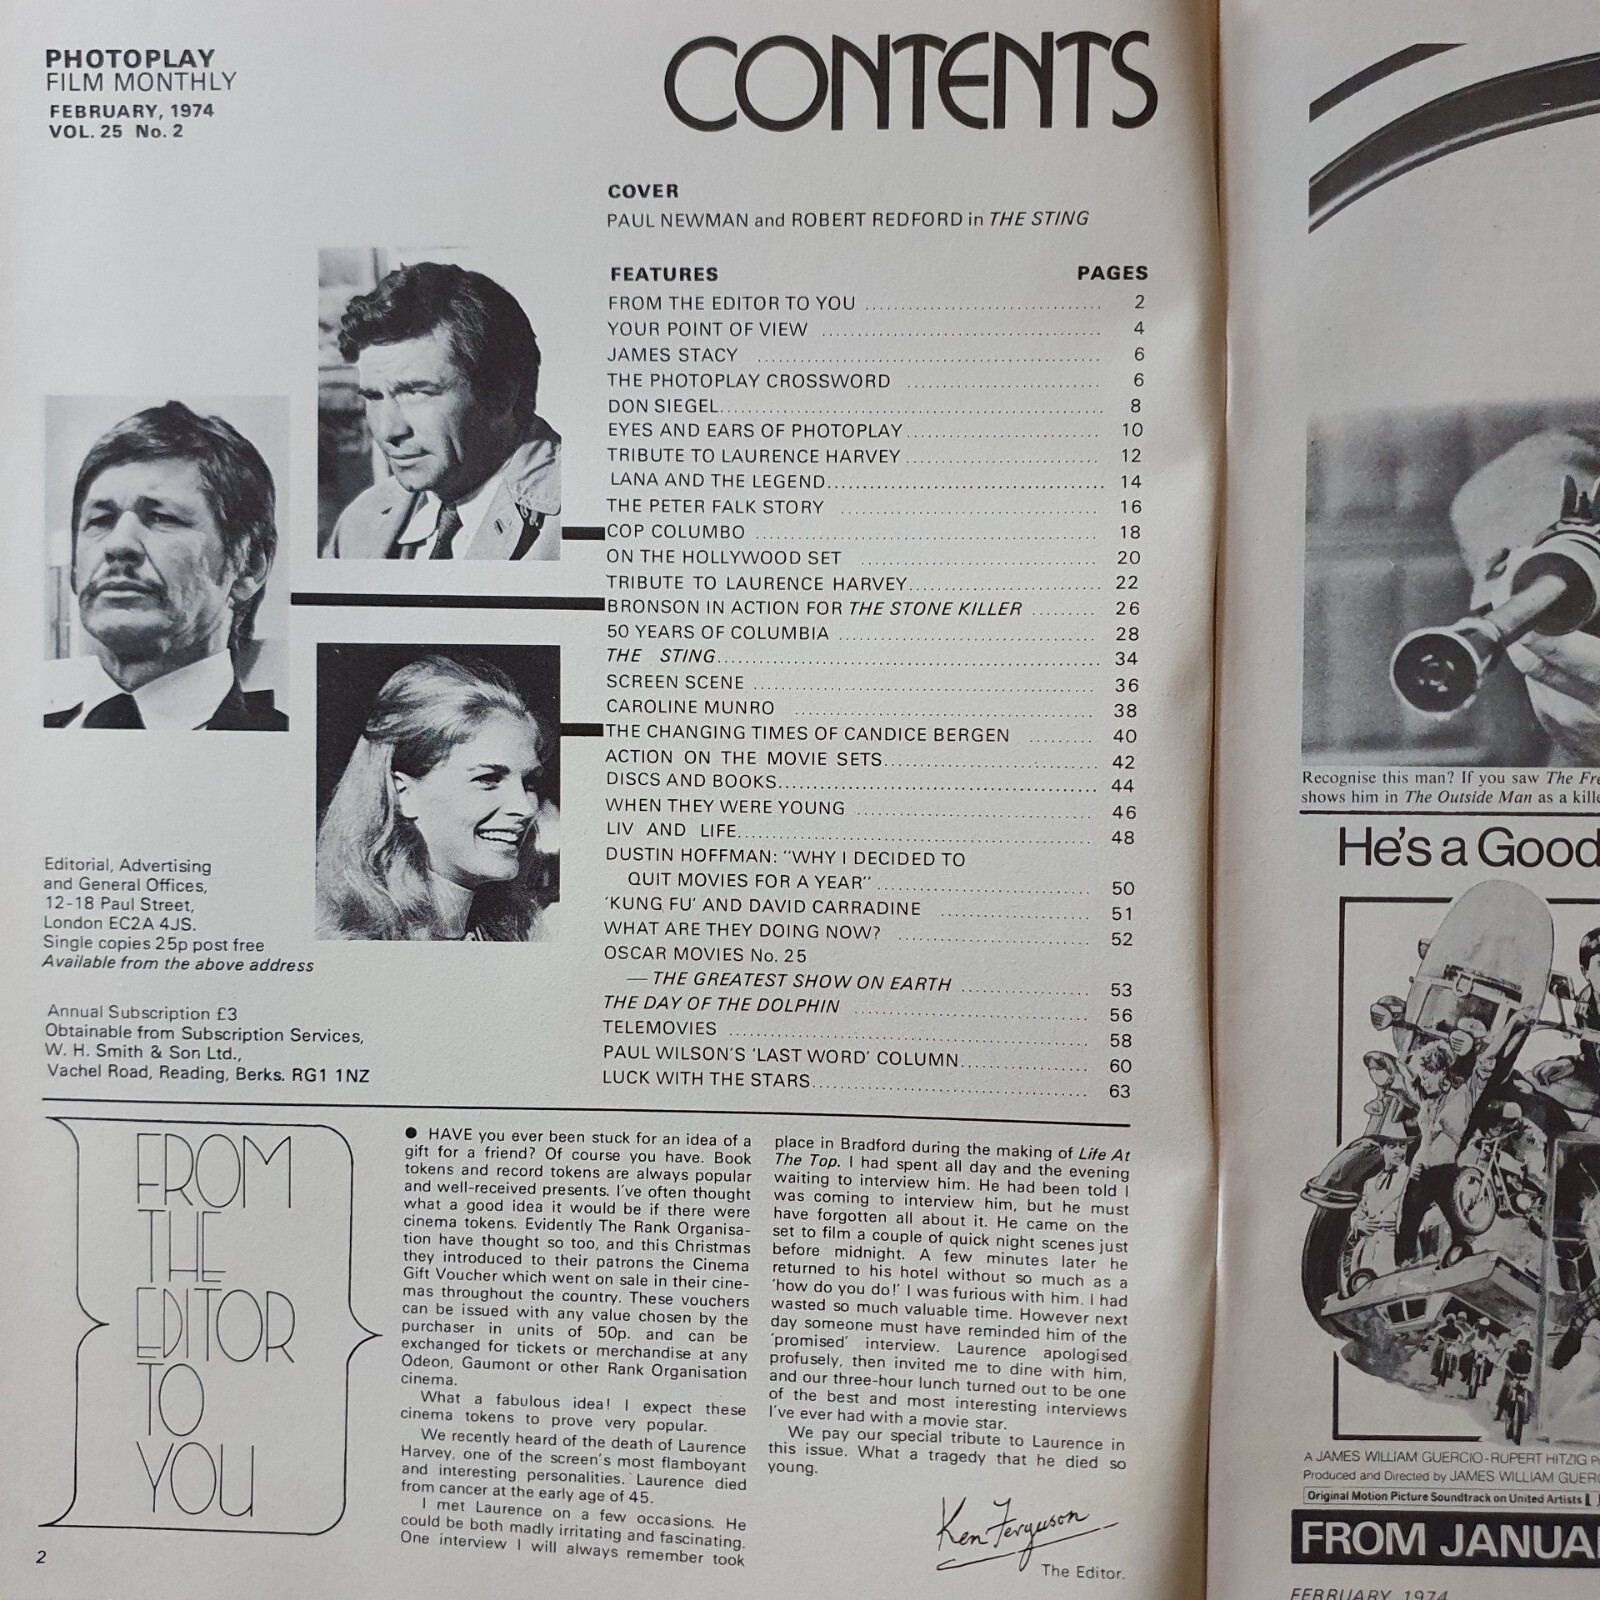 PHOTOPLAY
FILM MONTHLY
FEBRUARY, 1974
VOL. 25 No. 2
CONTENTS
COVER
PAUL NEWMAN and ROBERT REDFORD in THE STING
FEATURES PAGES
FROM THE EDITOR TO YOU 2
YOUR POINT OF VIEW 4
JAMES STACY 6
THE PHOTOPLAY CROSSWORD 6
DON SIEGEL 8
EYES AND EARS OF PHOTOPLAY 10
TRIBUTE TO LAURENCE HARVEY 12
LANA AND THE LEGEND 14
THE PETER FALK STORY 16
COP COLUMBO 18
ON THE HOLLYWOOD SET 20
TRIBUTE TO LAURENCE HARVEY 22
BRONSON IN ACTION FOR THE STONE KILLER 26
50 YEARS OF COLUMBIA 28
THE STING 34
SCREEN SCENE 36
CAROLINE MUNRO 38
THE CHANGING TIMES OF CANDICE BERGEN 40
ACTION ON THE MOVIE SETS 42
DISCS AND BOOKS 44
WHEN THEY WERE YOUNG 46
LIV AND LIFE 48
DUSTIN HOFFMAN: "WHY I DECIDED TO
QUIT MOVIES FOR A YEAR" 50
'KUNG FU' AND DAVID CARRADINE 51
WHAT ARE THEY DOING NOW? 52
OSCAR MOVIES No. 25
— THE GREATEST SHOW ON EARTH 53
THE DAY OF THE DOLPHIN 56
TELEMOVIES 58
PAUL WILSON'S 'LAST WORD' COLUMN 60
LUCK WITH THE STARS 63
Editorial, Advertising
and General Offices,
12-18 Paul Street,
London EC2A 4JS.
Single copies 25p post free
Available from the above address
Annual Subscription £3
Obtainable from Subscription Services,
W. H. Smith & Son Ltd.,
Vachel Road, Reading, Berks. RG1 1NZ
FROM
THE
EDITOR
TO
YOU
● HAVE you ever been stuck for an idea of a
gift for a friend? Of course you have. Book
tokens and record tokens are always popular
and well-received presents. I've often thought
what a good idea it would be if there were
cinema tokens. Evidently The Rank Organisa-
tion have thought so too, and this Christmas
they introduced to their patrons the Cinema
Gift Voucher which went on sale in their cine-
mas throughout the country. These vouchers
can be issued with any value chosen by the
purchaser in units of 50p. and can be
exchanged for tickets or merchandise at any
Odeon, Gaumont or other Rank Organisation
cinema.
What a fabulous idea! I expect these
cinema tokens to prove very popular.
We recently heard of the death of Laurence
Harvey, one of the screen's most flamboyant
and interesting personalities. Laurence died
from cancer at the early age of 45.
I met Laurence on a few occasions. He
could be both madly irritating and fascinating.
One interview I will always remember took
place in Bradford during the making of Life At
The Top. I had spent all day and the evening
waiting to interview him. He had been told I
was coming to interview him, but he must
have forgotten all about it. He came on the
set to film a couple of quick night scenes just
before midnight. A few minutes later he
returned to his hotel without so much as a
'how do you do!' I was furious with him. I had
wasted so much valuable time. However next
day someone must have reminded him of the
'promised' interview. Laurence apologised
profusely, then invited me to dine with him,
and our three-hour lunch turned out to be one
of the best and most interesting interviews
I've ever had with a movie star.
We pay our special tribute to Laurence in
this issue. What a tragedy that he died so
young.
Ken Ferguson
The Editor.
2
Recognise this man? If you saw The Fre
shows him in The Outside Man as a kille
He's a Good
A JAMES WILLIAM GUERCIO-RUPERT HITZIG P
Produced and Directed by JAMES WILLIAM GUERC
Original Motion Picture Soundtrack on United Artists
FROM JANUA
FEBRUARY, 1974